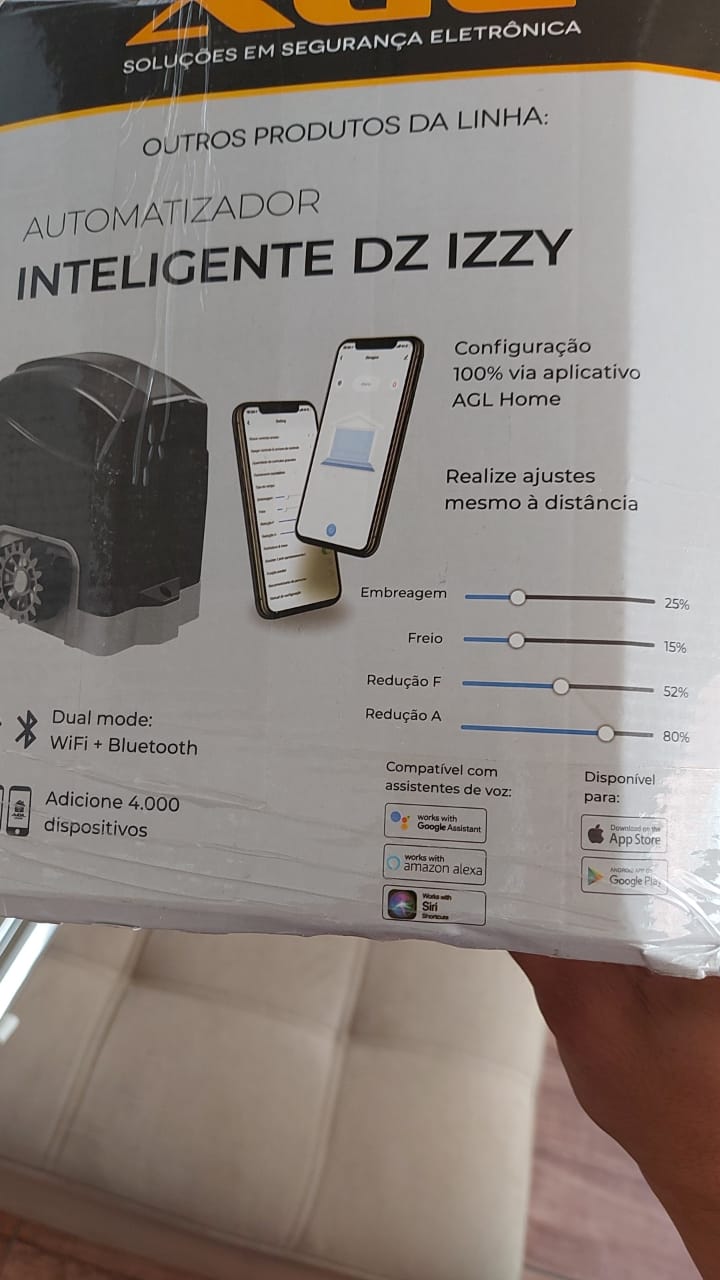 AGL
SOLUÇÕES EM SEGURANÇA ELETRÔNICA
OUTROS PRODUTOS DA LINHA:
AUTOMATIZADOR
INTELIGENTE DZ IZZY
Configuração
100% via aplicativo
AGL Home
Realize ajustes
mesmo à distância
Embreagem 25%
Freio 15%
Redução F 52%
Redução A 80%
Dual mode:
WiFi + Bluetooth
Adicione 4.000
dispositivos
Compatível com
assistentes de voz:
works with
Google Assistant
works with
amazon alexa
Works with
Siri
Shortcuts
Disponível
para:
Download on the
App Store
ANDROID APP ON
Google Play